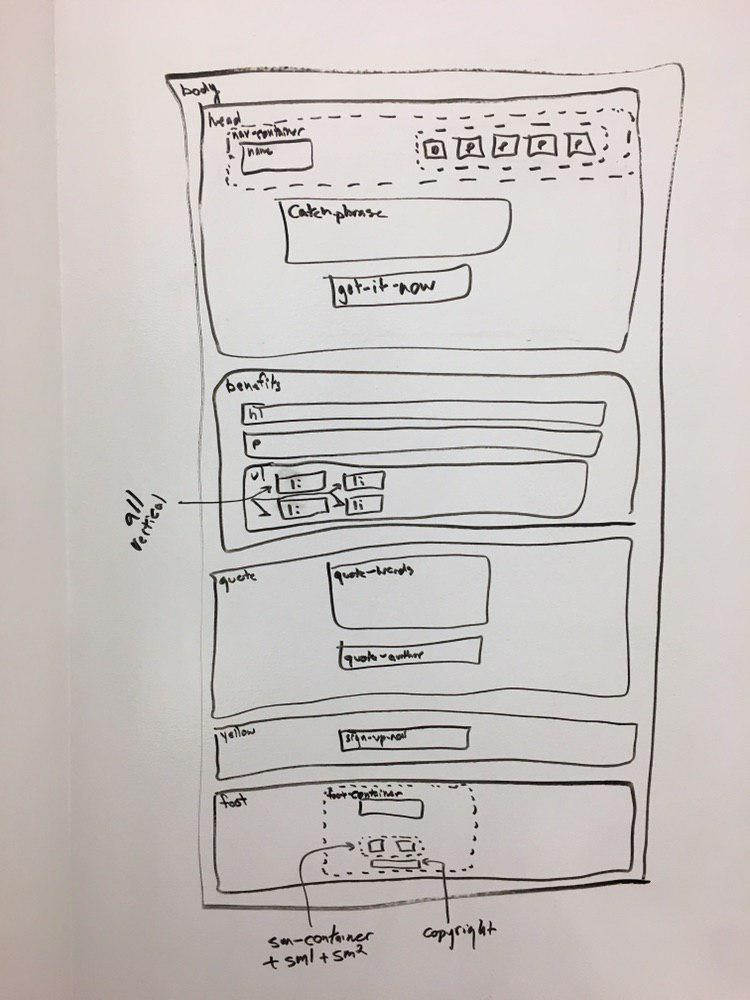 body
head
nav-container
name
P P P P
Catch-phrase
got-it-now
benefits
h1
P
ul
li li
li li
all
vertical
quote
quote-words
quote-author
yellow
sign-up-now
foot
foot-container
sm-container
+ sm1 + sm2
copyright